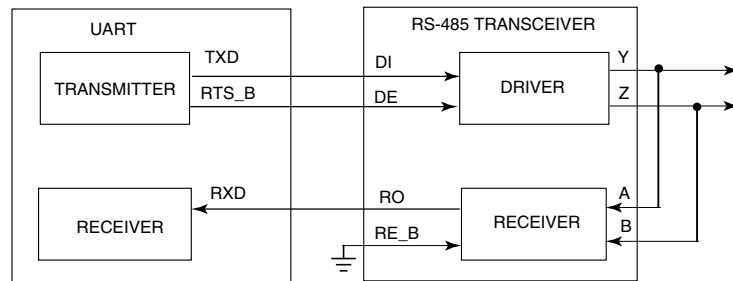 UART
RS-485 TRANSCEIVER
TXD
DI
Y
TRANSMITTER
DRIVER
RTS_B
DE
Z
RXD
RO
A
RECEIVER
RECEIVER
RE_B
B